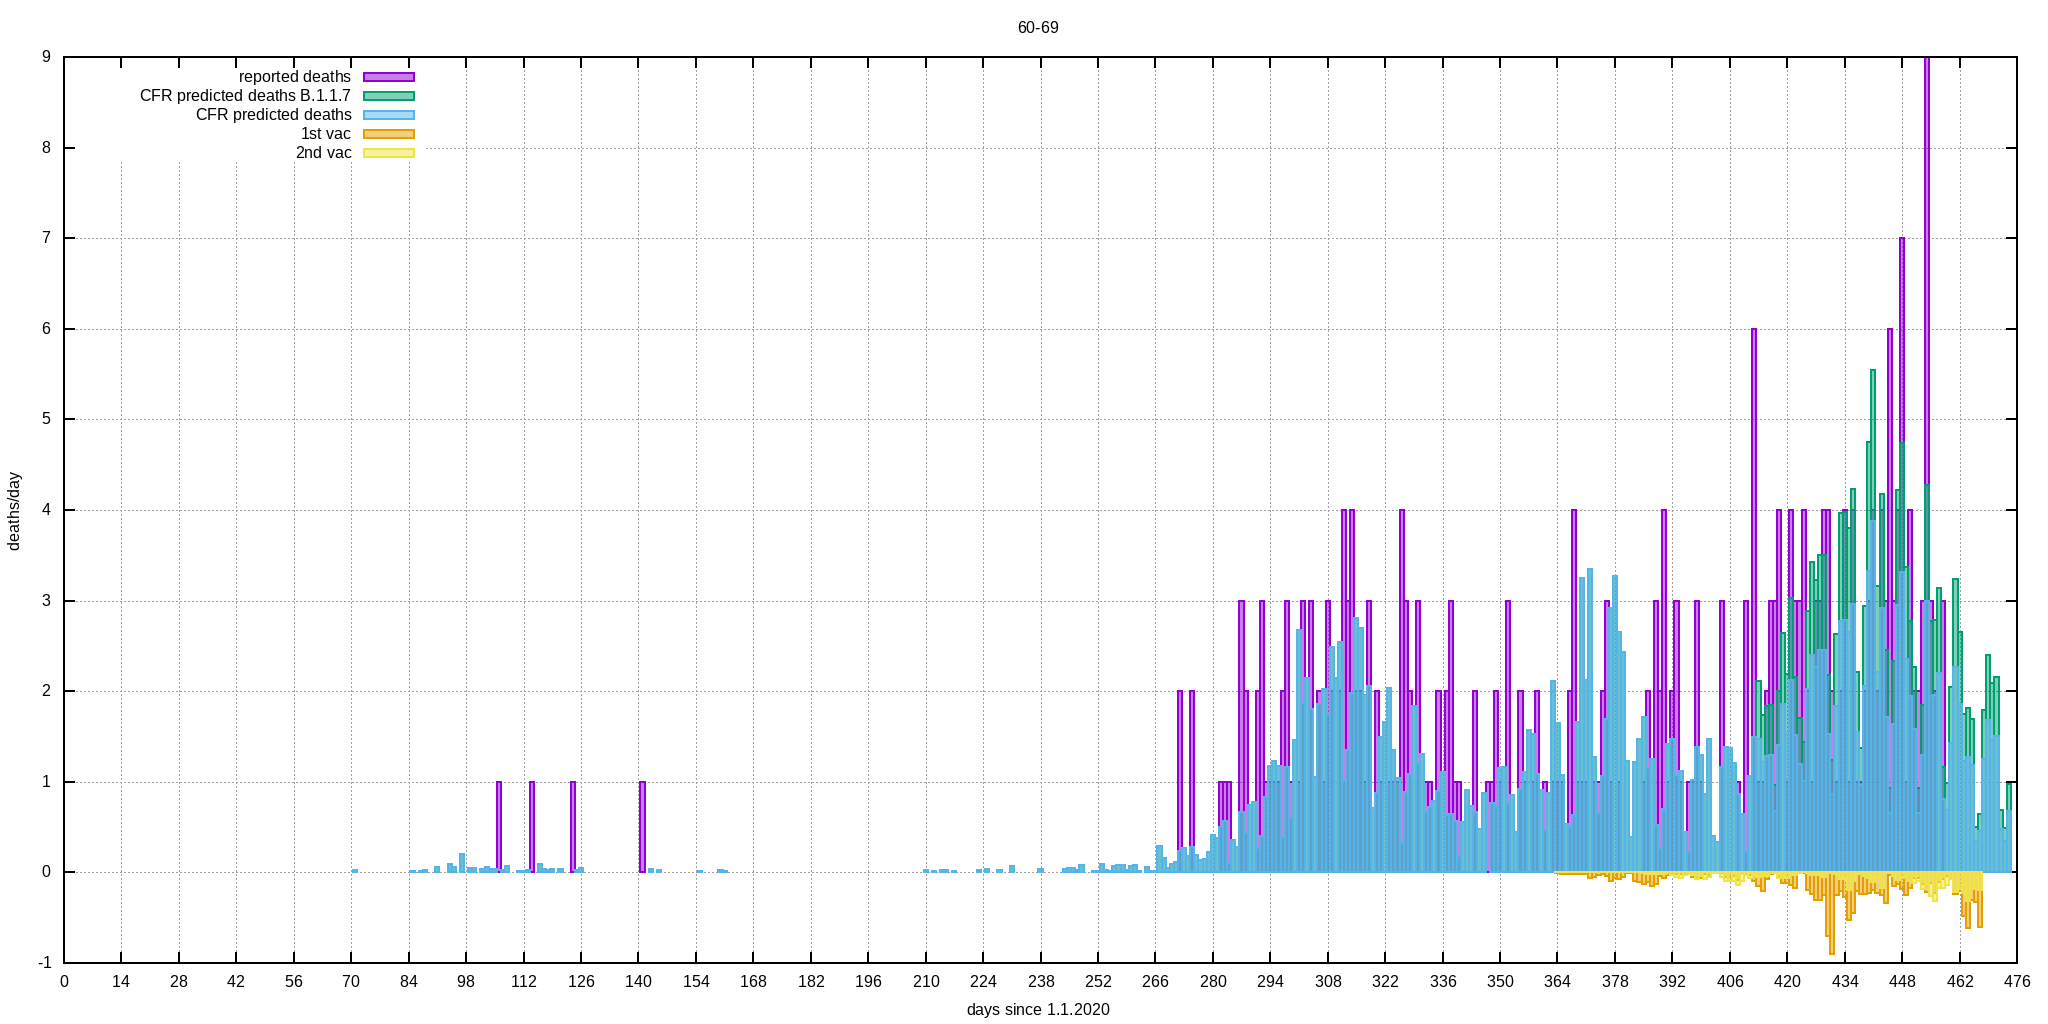 60-69
reported deaths
CFR predicted deaths B.1.1.7
CFR predicted deaths
1st vac
2nd vac
9
8
7
6
5
4
3
2
1
0
-1
deaths/day
0 14 28 42 56 70 84 98 112 126 140 154 168 182 196 210 224 238 252 266 280 294 308 322 336 350 364 378 392 406 420 434 448 462 476
days since 1.1.2020